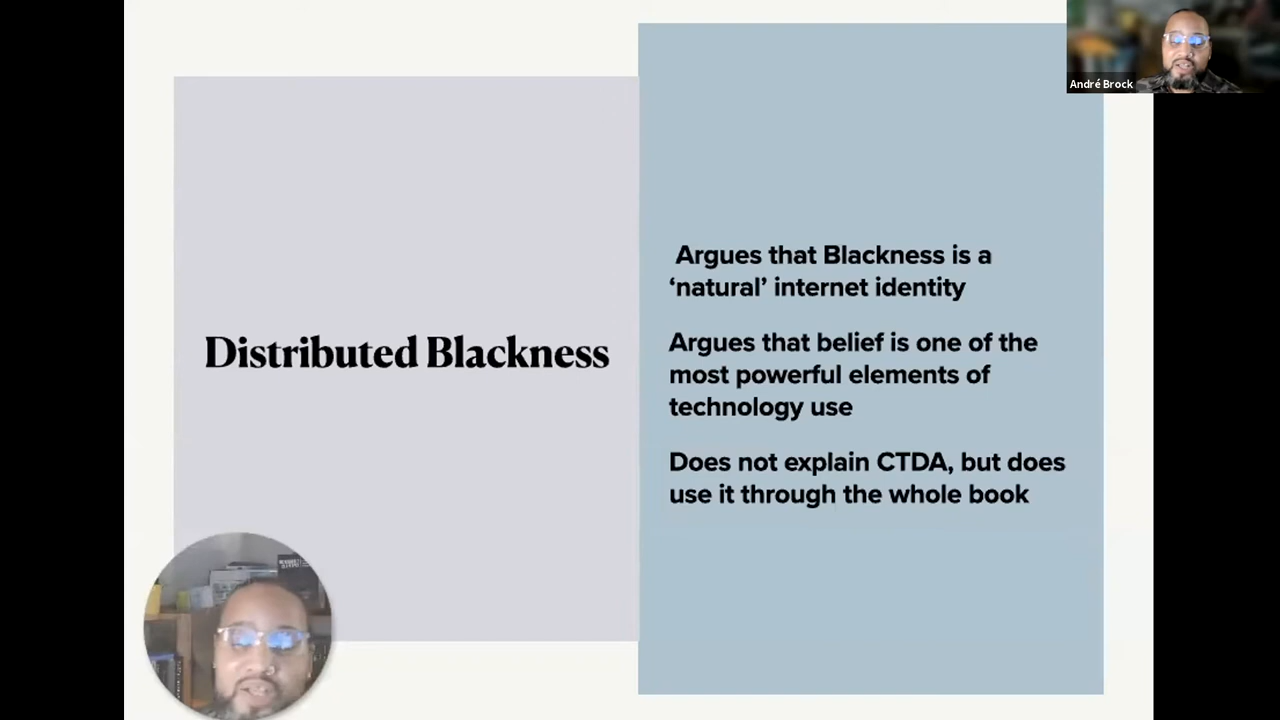 André Brock
Distributed Blackness
Argues that Blackness is a
‘natural’ internet identity
Argues that belief is one of the
most powerful elements of
technology use
Does not explain CTDA, but does
use it through the whole book